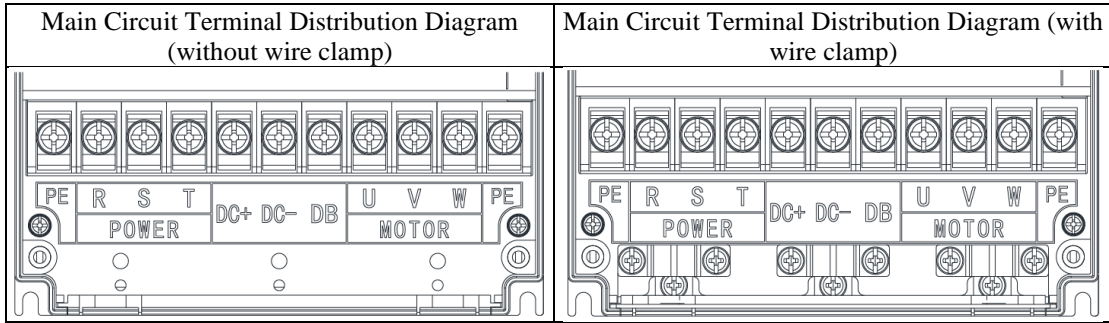 Main Circuit Terminal Distribution Diagram
(without wire clamp)
Main Circuit Terminal Distribution Diagram (with
wire clamp)
PE R S T DC+ DC- DB U V W PE
POWER MOTOR
PE R S T DC+ DC- DB U V W PE
POWER MOTOR